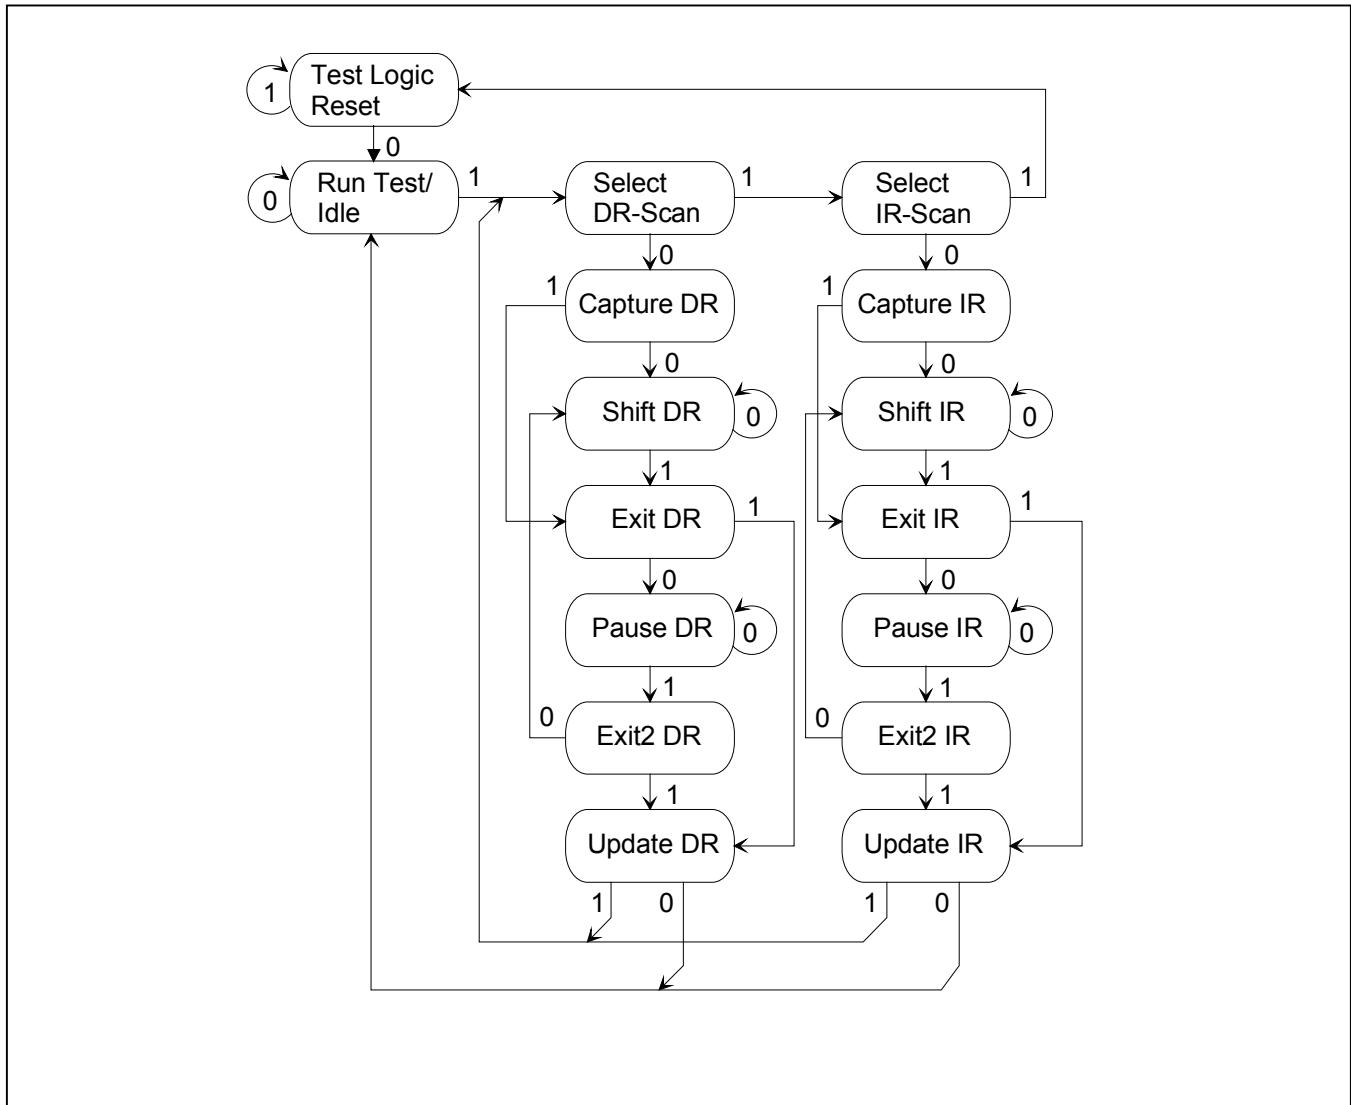 Test Logic
Reset
1
0
Run Test/
Idle
0
1
Select
DR-Scan
1
Select
IR-Scan
1
0
0
1
Capture DR
1
Capture IR
0
0
Shift DR
0
Shift IR
0
1
1
Exit DR
1
Exit IR
1
0
0
Pause DR
0
Pause IR
0
1
1
0
Exit2 DR
0
Exit2 IR
1
1
Update DR
Update IR
1
0
1
0